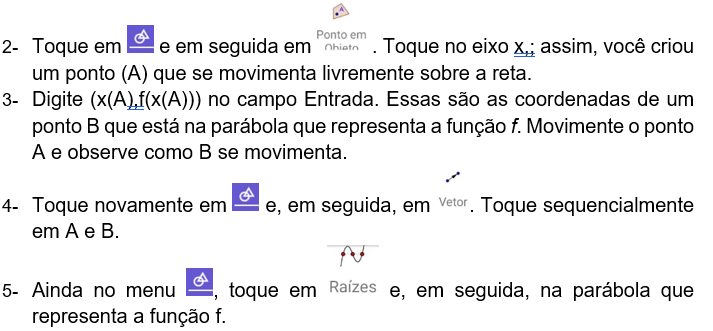 Ponto em
2- Toque em e em seguida em Objeto . Toque no eixo x,; assim, você criou
um ponto (A) que se movimenta livremente sobre a reta.
3- Digite (x(A),f(x(A))) no campo Entrada. Essas são as coordenadas de um
ponto B que está na parábola que representa a função f. Movimente o ponto
A e observe como B se movimenta.
4- Toque novamente em e, em seguida, em Vetor . Toque sequencialmente
em A e B.
5- Ainda no menu , toque em Raízes e, em seguida, na parábola que
representa a função f.